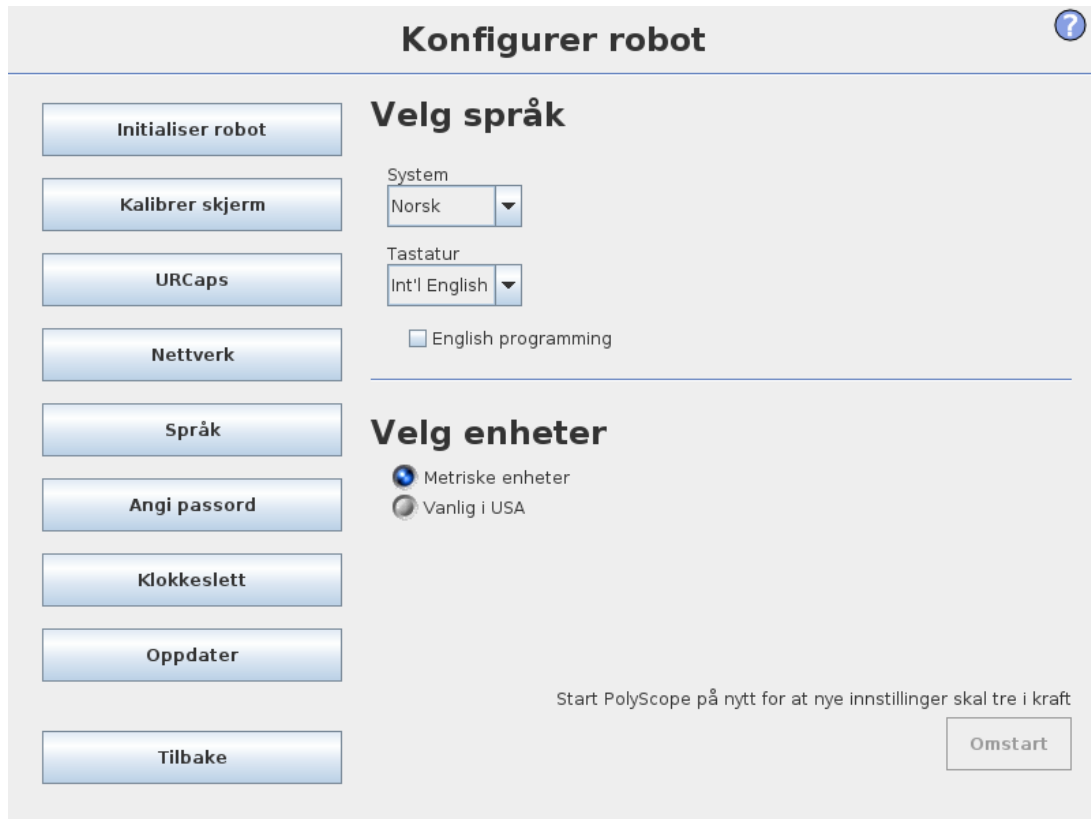 Konfigurer robot
?
Initialiser robot
Kalibrer skjerm
URCaps
Nettverk
Språk
Angi passord
Klokkeslett
Oppdater
Tilbake
Velg språk
System
Norsk
Tastatur
Int'l English
English programming
Velg enheter
Metriske enheter
Vanlig i USA
Start PolyScope på nytt for at nye innstillinger skal tre i kraft
Omstart